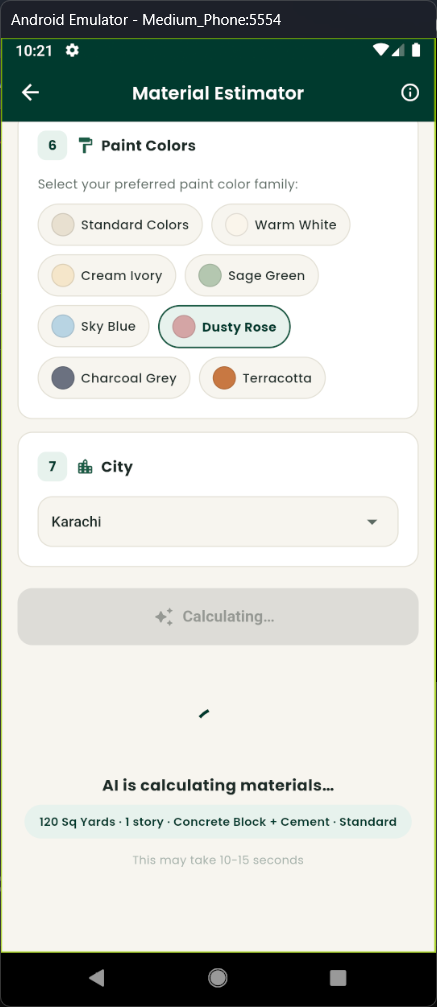 Android Emulator - Medium_Phone:5554
10:21
Material Estimator
6 Paint Colors
Select your preferred paint color family:
Standard Colors Warm White
Cream Ivory Sage Green
Sky Blue Dusty Rose
Charcoal Grey Terracotta
7 City
Karachi
Calculating...
AI is calculating materials...
120 Sq Yards · 1 story · Concrete Block + Cement · Standard
This may take 10-15 seconds